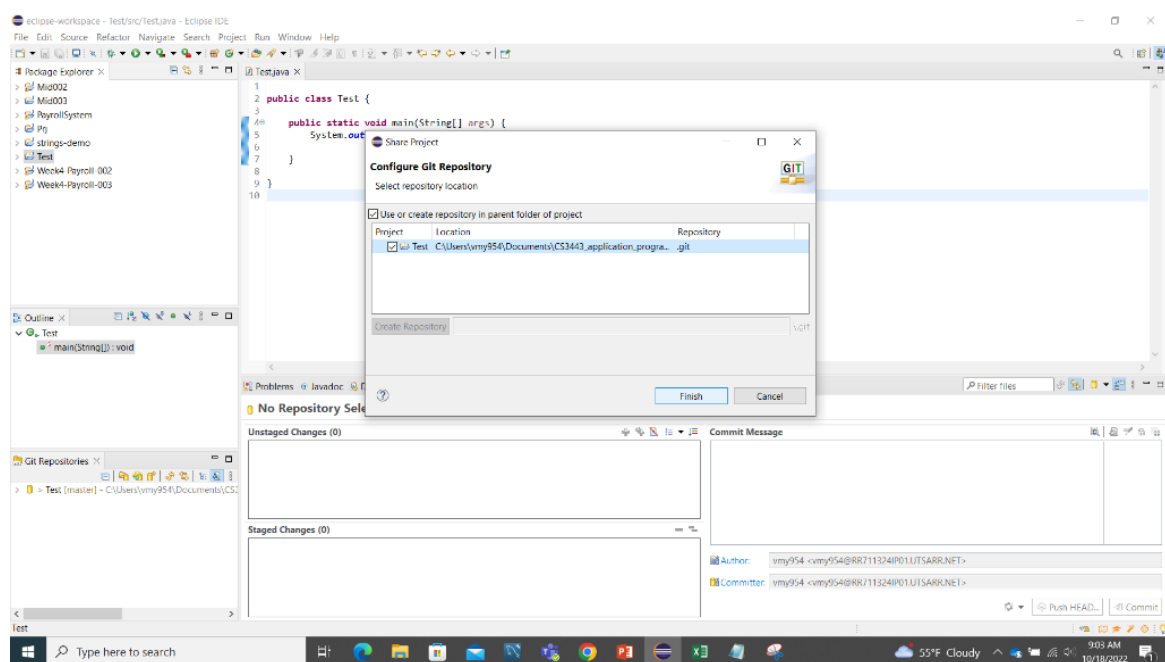 eclipse-workspace - Test/src/Test.java - Eclipse IDE
File Edit Source Refactor Navigate Search Project Run Window Help
Package Explorer
Mid002
Mid003
PayrollSystem
Prj
strings-demo
Test
Week4-Payroll-002
Week4-Payroll-003
Test.java
1
2 public class Test {
3
4 public static void main(String[] args) {
5 System.out
6
7 }
8
9 }
10
Share Project
Configure Git Repository
Select repository location
GIT
Use or create repository in parent folder of project
Project Location Repository
Test C:\Users\vmy954\Documents\CS3443_application_progra... .git
Create Repository \.git
Finish Cancel
Outline
Test
main(String[]) : void
Problems Javadoc
Filter files
No Repository Sele
Unstaged Changes (0)
Commit Message
Git Repositories
> Test [master] - C:\Users\vmy954\Documents\CS3
Staged Changes (0)
Author: vmy954 <vmy954@RR711324IP01.UTSARR.NET>
Committer: vmy954 <vmy954@RR711324IP01.UTSARR.NET>
Push HEAD... Commit
Test
Type here to search
55°F Cloudy
9:03 AM
10/18/2022